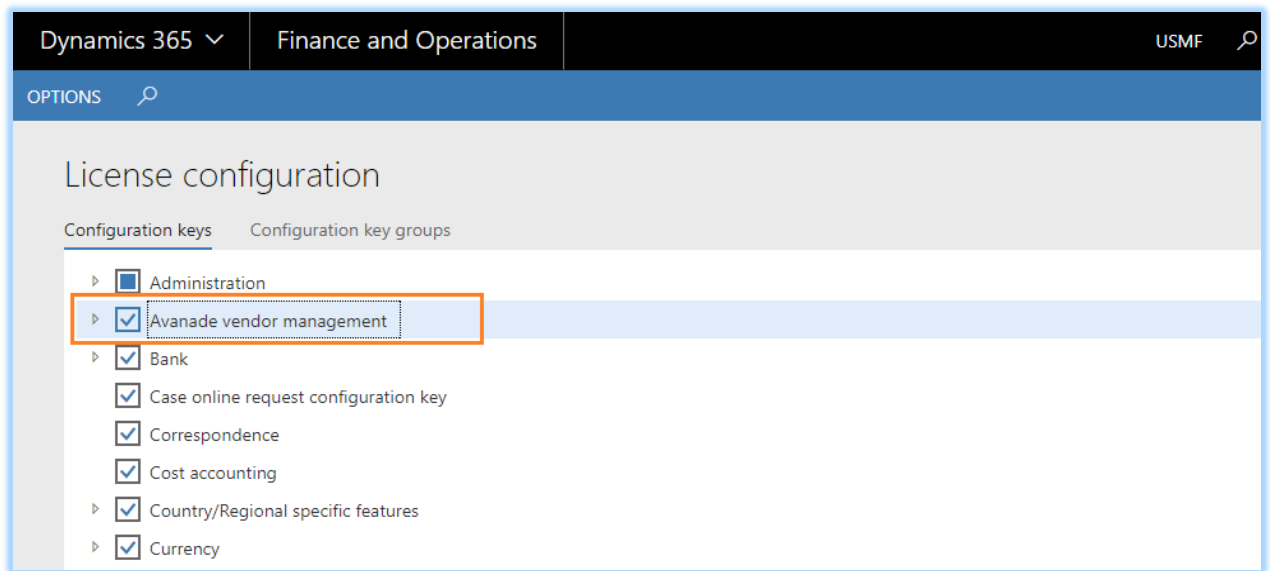 Dynamics 365 Finance and Operations USMF
OPTIONS
License configuration
Configuration keys Configuration key groups
Administration
Avanade vendor management
Bank
Case online request configuration key
Correspondence
Cost accounting
Country/Regional specific features
Currency